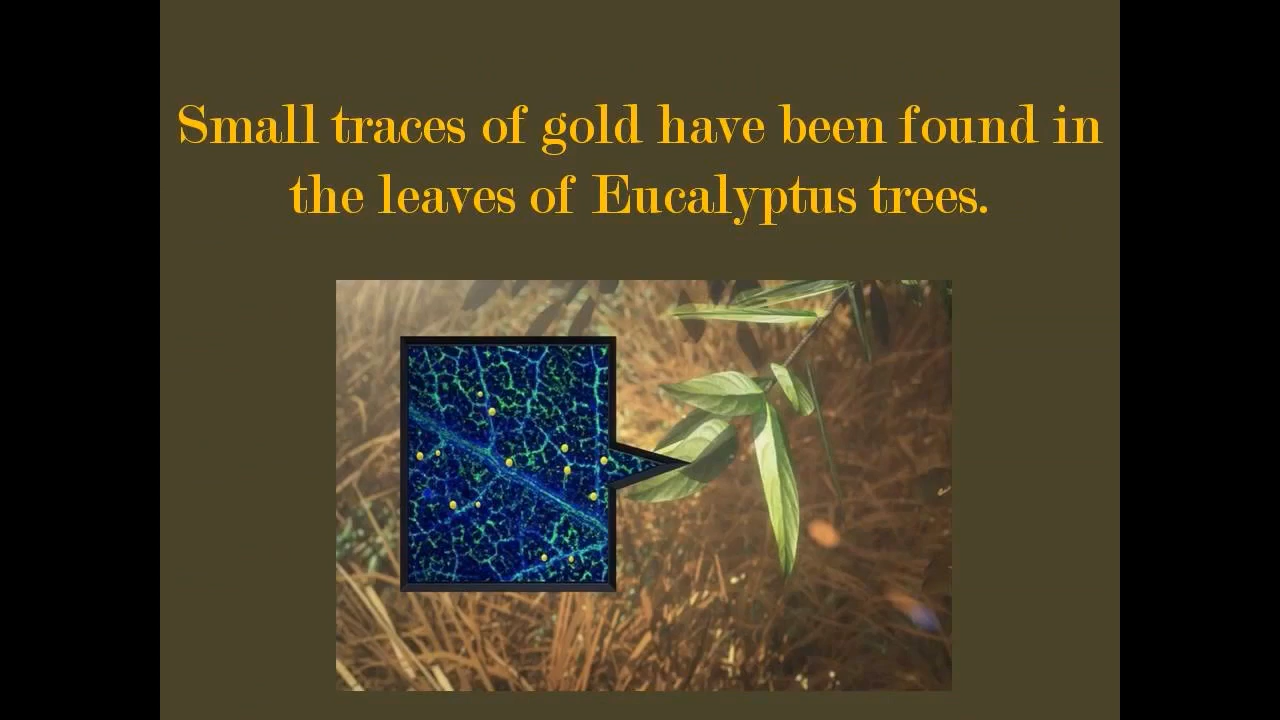 Small traces of gold have been found in
the leaves of Eucalyptus trees.